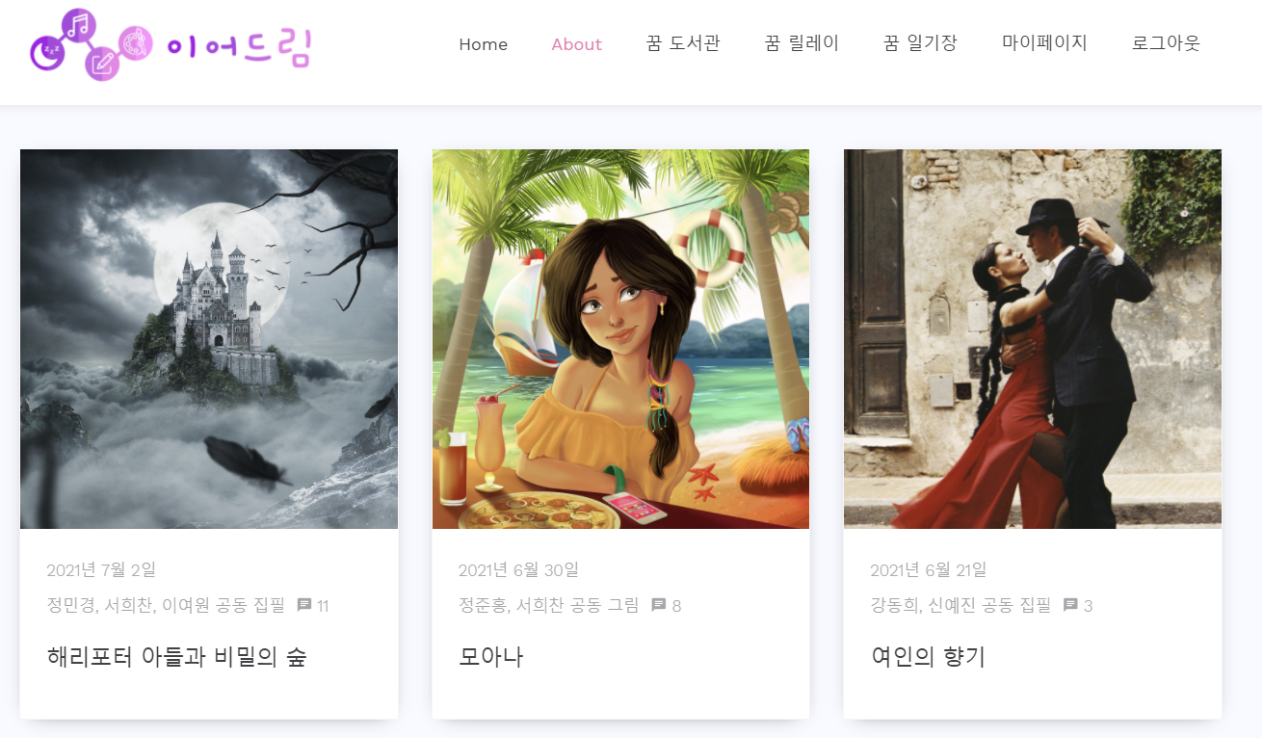 zzz
이어드림
Home About 꿈 도서관 꿈 릴레이 꿈 일기장 마이페이지 로그아웃
2021년 7월 2일
정민경, 서희찬, 이여원 공동 집필 11
해리포터 아들과 비밀의 숲
2021년 6월 30일
정준홍, 서희찬 공동 그림 8
모아나
2021년 6월 21일
강동희, 신예진 공동 집필 3
여인의 향기